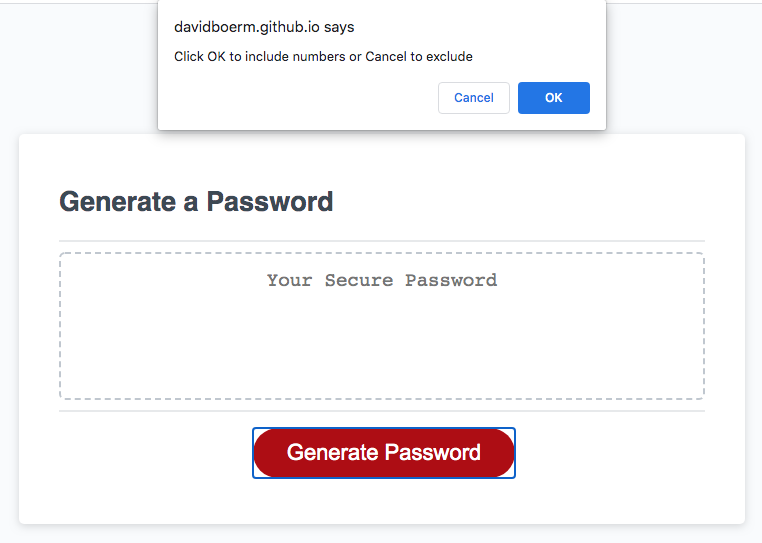 davidboerm.github.io says
Click OK to include numbers or Cancel to exclude
Cancel
OK
Generate a Password
Your Secure Password
Generate Password